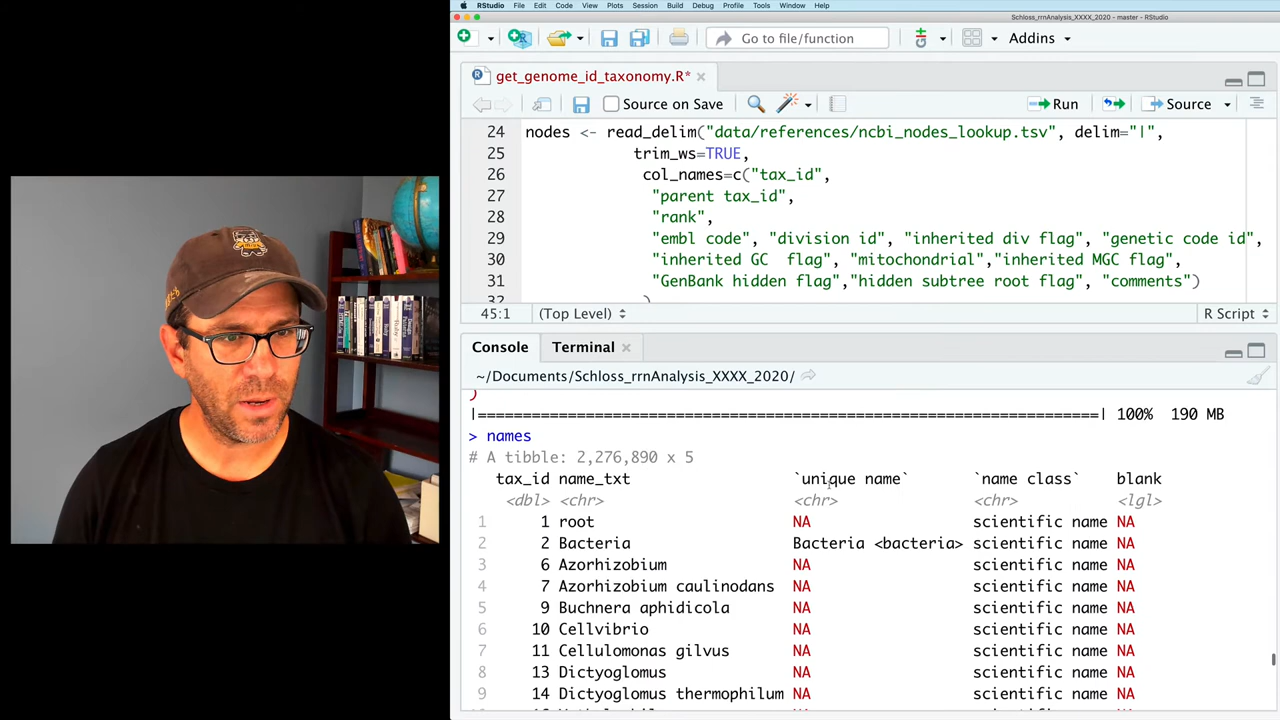 RStudio File Edit Code View Plots Session Build Debug Profile Tools Window Help
Schloss_rrnAnalysis_XXXX_2020 - master - RStudio
Go to file/function Addins
get_genome_id_taxonomy.R*
Source on Save Run Source
24 nodes <- read_delim("data/references/ncbi_nodes_lookup.tsv", delim="|",
25 trim_ws=TRUE,
26 col_names=c("tax_id",
27 "parent tax_id",
28 "rank",
29 "embl code", "division id", "inherited div flag", "genetic code id",
30 "inherited GC  flag", "mitochondrial","inherited MGC flag",
31 "GenBank hidden flag","hidden subtree root flag", "comments")
32 )
45:1 (Top Level) R Script
Console Terminal
~/Documents/Schloss_rrnAnalysis_XXXX_2020/
)
|=======================================================================| 100%  190 MB
> names
# A tibble: 2,276,890 x 5
tax_id name_txt `unique name` `name class` blank
<dbl> <chr> <chr> <chr> <lgl>
1 1 root NA scientific name NA
2 2 Bacteria Bacteria <bacteria> scientific name NA
3 6 Azorhizobium NA scientific name NA
4 7 Azorhizobium caulinodans NA scientific name NA
5 9 Buchnera aphidicola NA scientific name NA
6 10 Cellvibrio NA scientific name NA
7 11 Cellulomonas gilvus NA scientific name NA
8 13 Dictyoglomus NA scientific name NA
9 14 Dictyoglomus thermophilum NA scientific name NA